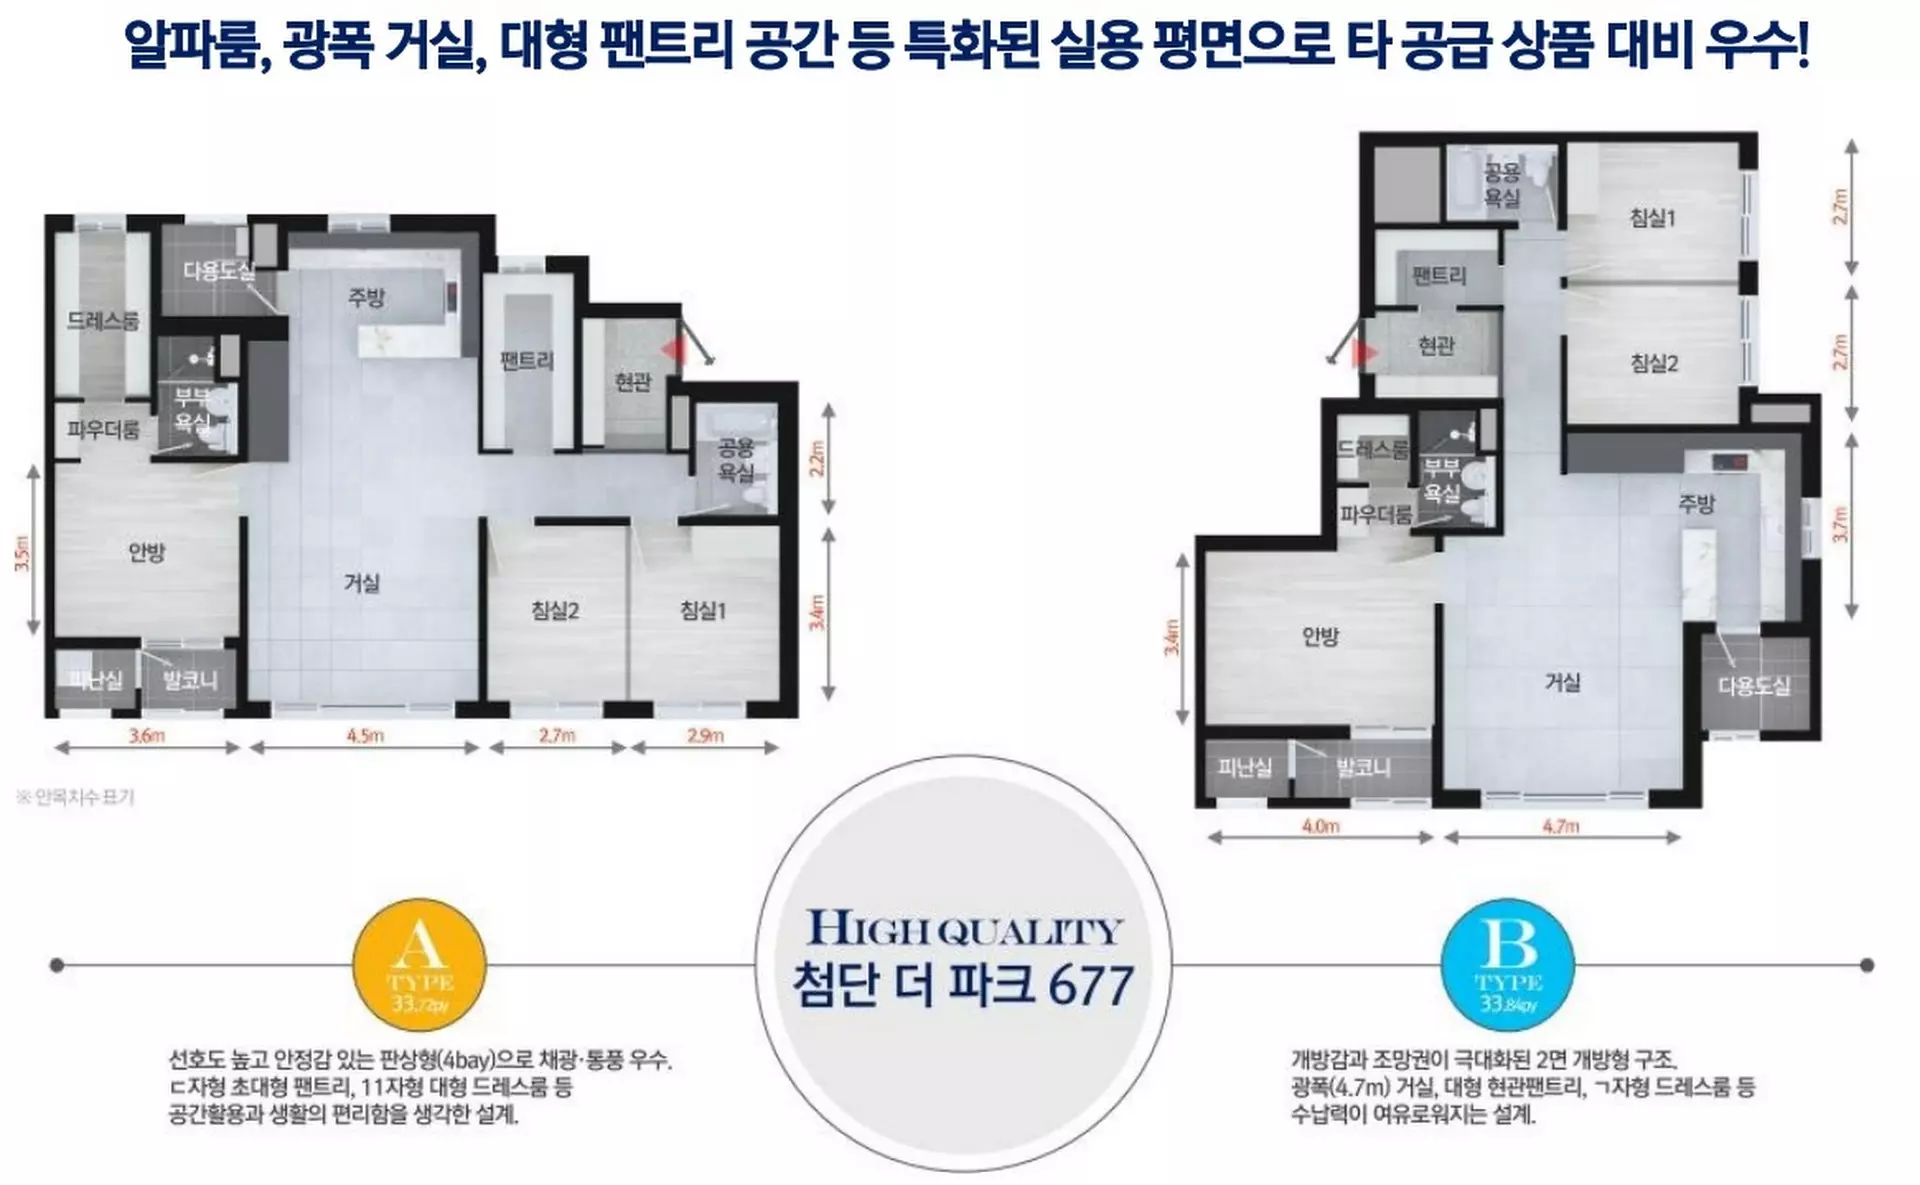 알파룸, 광폭 거실, 대형 팬트리 공간 등 특화된 실용 평면으로 타 공급 상품 대비 우수!
드레스룸
다용도실
주방
팬트리
현관
파우더룸
부부
욕실
공용
욕실
안방
거실
침실2
침실1
피난실
발코니
3.5m
2.2m
3.4m
3.6m
4.5m
2.7m
2.9m
※ 안목치수 표기
공용
욕실
침실1
팬트리
현관
침실2
드레스룸
부부
욕실
파우더룸
주방
안방
거실
다용도실
피난실
발코니
2.7m
2.7m
3.7m
3.4m
4.0m
4.7m
A
TYPE
33.72py
선호도 높고 안정감 있는 판상형(4bay)으로 채광·통풍 우수.
ㄷ자형 초대형 팬트리, 11자형 대형 드레스룸 등
공간활용과 생활의 편리함을 생각한 설계.
HIGH QUALITY
첨단 더 파크 677
B
TYPE
33.84py
개방감과 조망권이 극대화된 2면 개방형 구조.
광폭(4.7m) 거실, 대형 현관팬트리, ㄱ자형 드레스룸 등
수납력이 여유로워지는 설계.